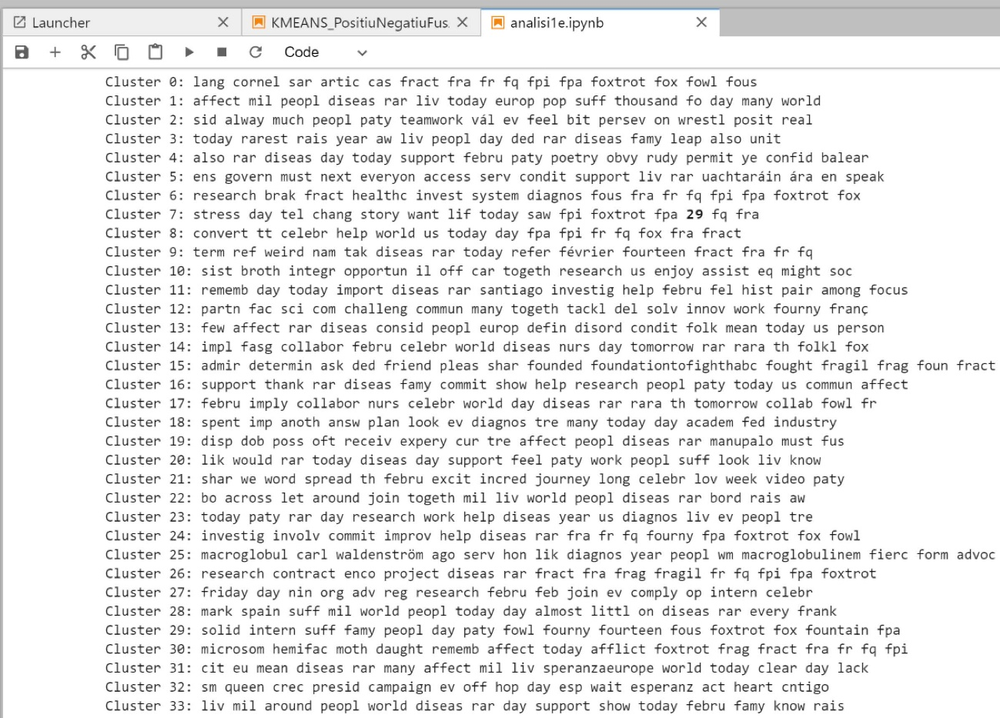 Launcher
KMEANS_PositiuNegatiuFus.
analisi1e.ipynb
Code
Cluster 0: lang cornel sar artic cas fract fra fr fq fpi fpa foxtrot fox fowl fous
Cluster 1: affect mil peopl diseas rar liv today europ pop suff thousand fo day many world
Cluster 2: sid alway much peopl paty teamwork vál ev feel bit persev on wrestl posit real
Cluster 3: today rarest rais year aw liv peopl day ded rar diseas famy leap also unit
Cluster 4: also rar diseas day today support febru paty poetry obvy rudy permit ye confid balear
Cluster 5: ens govern must next everyon access serv condit support liv rar uachtaráin ára en speak
Cluster 6: research brak fract healthc invest system diagnos fous fra fr fq fpi fpa foxtrot fox
Cluster 7: stress day tel chang story want lif today saw fpi foxtrot fpa 29 fq fra
Cluster 8: convert tt celebr help world us today day fpa fpi fr fq fox fra fract
Cluster 9: term ref weird nam tak diseas rar today refer février fourteen fract fra fr fq
Cluster 10: sist broth integr opportun il off car togeth research us enjoy assist eq might soc
Cluster 11: rememb day today import diseas rar santiago investig help febru fel hist pair among focus
Cluster 12: partn fac sci com challeng commun many togeth tackl del solv innov work fourny franç
Cluster 13: few affect rar diseas consid peopl europ defin disord condit folk mean today us person
Cluster 14: impl fasg collabor febru celebr world diseas nurs day tomorrow rar rara th folkl fox
Cluster 15: admir determin ask ded friend pleas shar founded foundationtofighthabc fought fragil frag foun fract
Cluster 16: support thank rar diseas famy commit show help research peopl paty today us commun affect
Cluster 17: febru imply collabor nurs celebr world day diseas rar rara th tomorrow collab fowl fr
Cluster 18: spent imp anoth answ plan look ev diagnos tre many today day academ fed industry
Cluster 19: disp dob poss oft receiv expery cur tre affect peopl diseas rar manupalo must fus
Cluster 20: lik would rar today diseas day support feel paty work peopl suff look liv know
Cluster 21: shar we word spread th febru excit incred journey long celebr lov week video paty
Cluster 22: bo across let around join togeth mil liv world peopl diseas rar bord rais aw
Cluster 23: today paty rar day research work help diseas year us diagnos liv ev peopl tre
Cluster 24: investig involv commit improv help diseas rar fra fr fq fourny fpa foxtrot fox fowl
Cluster 25: macroglobul carl waldenström ago serv hon lik diagnos year peopl wm macroglobulinem fierc form advoc
Cluster 26: research contract enco project diseas rar fract fra frag fragil fr fq fpi fpa foxtrot
Cluster 27: friday day nin org adv reg research febru feb join ev comply op intern celebr
Cluster 28: mark spain suff mil world peopl today day almost littl on diseas rar every frank
Cluster 29: solid intern suff famy peopl day paty fowl fourny fourteen fous foxtrot fox fountain fpa
Cluster 30: microsom hemifac moth daught rememb affect today afflict foxtrot frag fract fra fr fq fpi
Cluster 31: cit eu mean diseas rar many affect mil liv speranzaeurope world today clear day lack
Cluster 32: sm queen crec presid campaign ev off hop day esp wait esperanz act heart cntigo
Cluster 33: liv mil around peopl world diseas rar day support show today febru famy know rais